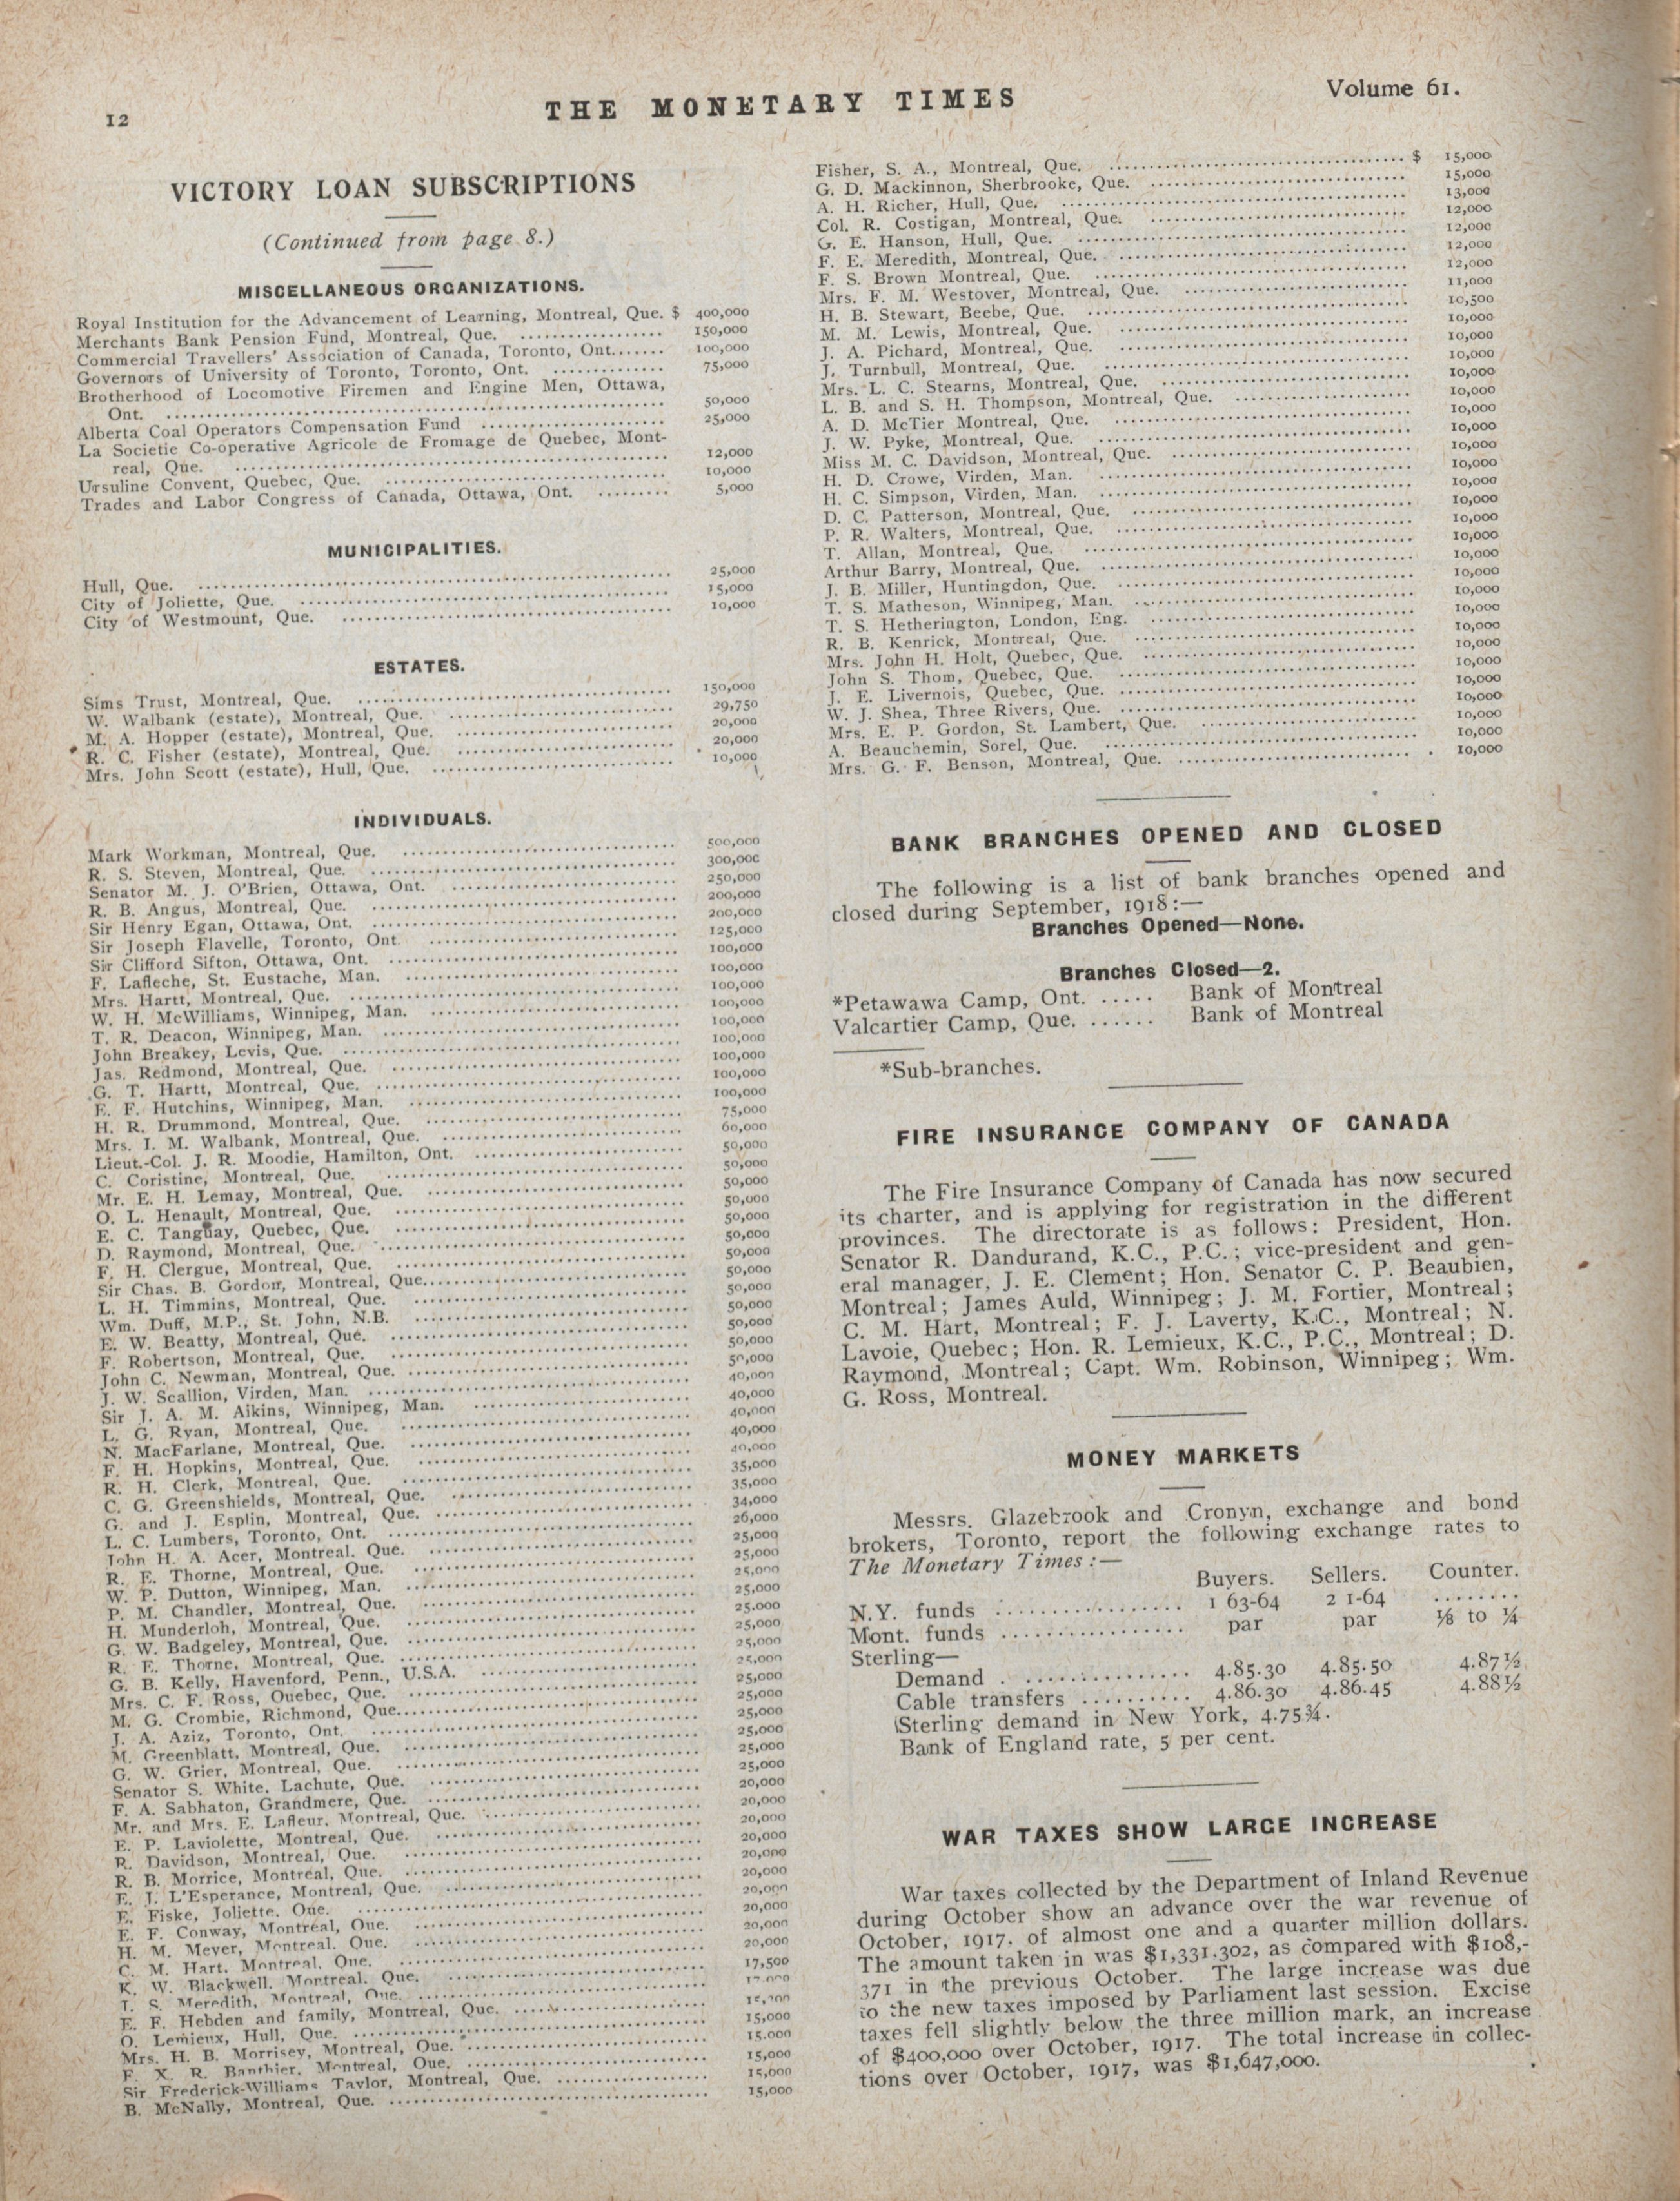 12
THE MONETARY TIMES
Volume 61.
VICTORY LOAN SUBSCRIPTIONS
(Continued from page 8.)
MISCELLANEOUS ORGANIZATIONS.
Royal Institution for the Advancement of Learning, Montreal, Que. $ 400,000
Merchants Bank Pension Fund, Montreal, Que. .................. 150,000
Commercial Travellers' Association of Canada, Toronto, Ont....... 100,000
Governors of University of Toronto, Toronto, Ont. .............. 75,000
Brotherhood of Locomotive Firemen and Engine Men, Ottawa,
Ont. .................. 50,000
Alberta Coal Operators Compensation Fund .................. 25,000
La Societie Co-operative Agricole de Fromage de Quebec, Mont-
real, Que. .................. 12,000
Ursuline Convent, Quebec, Que. .................. 10,000
Trades and Labor Congress of Canada, Ottawa, Ont. ......... 5,000
MUNICIPALITIES.
Hull, Que. .................. 25,000
City of Joliette, Que. .................. 15,000
City of Westmount, Que. .................. 10,000
ESTATES.
Sims Trust, Montreal, Que. .................. 150,000
W. Walbank (estate), Montreal, Que. .................. 29,750
M. A. Hopper (estate), Montreal, Que. .................. 20,000
R. C. Fisher (estate), Montreal, Que. .................. 20,000
Mrs. John Scott (estate), Hull, Que. .................. 10,000
INDIVIDUALS.
Mark Workman, Montreal, Que. .................. 500,000
R. S. Steven, Montreal, Que. .................. 300,000
Senator M. J. O'Brien, Ottawa, Ont. .................. 250,000
R. B. Angus, Montreal, Que. .................. 200,000
Sir Henry Egan, Ottawa, Ont. .................. 200,000
Sir Joseph Flavelle, Toronto, Ont. .................. 125,000
Sir Clifford Sifton, Ottawa, Ont. .................. 100,000
F. Lafleche, St. Eustache, Man. .................. 100,000
Mrs. Hartt, Montreal, Que. .................. 100,000
W. H. McWilliams, Winnipeg, Man. .................. 100,000
T. R. Deacon, Winnipeg, Man. .................. 100,000
John Breakey, Levis, Que. .................. 100,000
Jas. Redmond, Montreal, Que. .................. 100,000
G. T. Hartt, Montreal, Que. .................. 100,000
E. F. Hutchins, Winnipeg, Man. .................. 100,000
H. R. Drummond, Montreal, Que. .................. 75,000
Mrs. I. M. Walbank, Montreal, Que. .................. 60,000
Lieut.-Col. J. R. Moodie, Hamilton, Ont. .................. 50,000
C. Coristine, Montreal, Que. .................. 50,000
Mr. E. H. Lemay, Montreal, Que. .................. 50,000
O. L. Henault, Montreal, Que. .................. 50,000
E. C. Tanguay, Quebec, Que. .................. 50,000
D. Raymond, Montreal, Que. .................. 50,000
F. H. Clergue, Montreal, Que. .................. 50,000
Sir Chas. B. Gordon, Montreal, Que.................. 50,000
L. H. Timmins, Montreal, Que. .................. 50,000
Wm. Duff, M.P., St. John, N.B. .................. 50,000
E. W. Beatty, Montreal, Que. .................. 50,000
F. Robertson, Montreal, Que. .................. 50,000
John C. Newman, Montreal, Que. .................. 50,000
J. W. Scallion, Virden, Man. .................. 40,000
Sir J. A. M. Aikins, Winnipeg, Man. .................. 40,000
L. G. Ryan, Montreal, Que. .................. 40,000
N. MacFarlane, Montreal, Que. .................. 40,000
F. H. Hopkins, Montreal, Que. .................. 40,000
R. H. Clerk, Montreal, Que. .................. 35,000
C. G. Greenshields, Montreal, Que. .................. 35,000
G. and J. Esplin, Montreal, Que. .................. 34,000
L. C. Lumbers, Toronto, Ont. .................. 26,000
John H. A. Acer, Montreal. Que. .................. 25,000
R. E. Thorne, Montreal, Que. .................. 25,000
W. P. Dutton, Winnipeg, Man. .................. 25,000
P. M. Chandler, Montreal, Que. .................. 25,000
H. Munderloh, Montreal, Que. .................. 25.000
G. W. Badgeley, Montreal, Que. .................. 25,000
R. E. Thorne, Montreal, Que. .................. 25,000
G. B. Kelly, Havenford, Penn., U.S.A. .................. 25,000
Mrs. C. F. Ross, Quebec, Que. .................. 25,000
M. G. Crombie, Richmond, Que.................. 25,000
J. A. Aziz, Toronto, Ont. .................. 25,000
M. Greenblatt, Montreal, Que. .................. 25,000
G. W. Grier, Montreal, Que. .................. 25,000
Senator S. White, Lachute, Que. .................. 25,000
F. A. Sabhaton, Grandmere, Que. .................. 20,000
Mr. and Mrs. E. Lafleur, Montreal, Que. .................. 20,000
E. P. Laviolette, Montreal, Que. .................. 20,000
R. Davidson, Montreal, Que. .................. 20,000
R. B. Morrice, Montreal, Que. .................. 20,000
E. J. L'Esperance, Montreal, Que. .................. 20,000
E. Fiske, Joliette. Que. .................. 20,000
E. F. Conway, Montreal, Que. .................. 20,000
H. M. Meyer, Montreal. Que. .................. 20,000
C. M. Hart, Montreal, Que. .................. 20,000
K. W. Blackwell, Montreal. Que. .................. 17,500
S. Meredith, Montreal, Que. ..................
E. F. Hebden and family, Montreal, Que. .................. 15,000
O. Lemieux, Hull, Que. .................. 15,000
Mrs. H. B. Morrisey, Montreal, Que. .................. 15.000
F. X. R. Banthier, Montreal, Que. .................. 15,000
Sir Frederick-Williams Taylor, Montreal, Que. .................. 15,000
B. McNally, Montreal, Que. .................. 15,000
Fisher, S. A., Montreal, Que. .................. $ 15,000
G. D. Mackinnon, Sherbrooke, Que. .................. 15,000
A. H. Richer, Hull, Que. .................. 13,000
Col. R. Costigan, Montreal, Que. .................. 12,000
G. E. Hanson, Hull, Que. .................. 12,000
F. E. Meredith, Montreal, Que. .................. 12,000
F. S. Brown Montreal, Que. .................. 12,000
Mrs. F. M. Westover, Montreal, Que. .................. 11,000
H. B. Stewart, Beebe, Que. .................. 10,500
M. M. Lewis, Montreal, Que. .................. 10,000
J. A. Pichard, Montreal, Que. .................. 10,000
J. Turnbull, Montreal, Que. .................. 10,000
Mrs. L. C. Stearns, Montreal, Que. .................. 10,000
L. B. and S. H. Thompson, Montreal, Que. .................. 10,000
A. D. McTier Montreal, Que. .................. 10,000
J. W. Pyke, Montreal, Que. .................. 10,000
Miss M. C. Davidson, Montreal, Que. .................. 10,000
H. D. Crowe, Virden, Man. .................. 10,000
H. C. Simpson, Virden, Man. .................. 10,000
D. C. Patterson, Montreal, Que. .................. 10,000
P. R. Walters, Montreal, Que. .................. 10,000
T. Allan, Montreal, Que. .................. 10,000
Arthur Barry, Montreal, Que. .................. 10,000
J. B. Miller, Huntingdon, Que. .................. 10,000
T. S. Matheson, Winnipeg, Man. .................. 10,000
T. S. Hetherington, London, Eng. .................. 10,000
R. B. Kenrick, Montreal, Que. .................. 10,000
Mrs. John H. Holt, Quebec, Que. .................. 10,000
John S. Thom, Quebec, Que. .................. 10,000
J. E. Livernois, Quebec, Que. .................. 10,000
W. J. Shea, Three Rivers, Que. .................. 10,000
Mrs. E. P. Gordon, St. Lambert, Que. .................. 10,000
A. Beauchemin, Sorel, Que. .................. 10,000
Mrs. G. F. Benson, Montreal, Que. .................. 10,000
BANK BRANCHES OPENED AND CLOSED
The following is a list of bank branches opened and
closed during September, 1918:—
Branches Opened—None.
Branches Closed—2.
*Petawawa Camp, Ont. ..... Bank of Montreal
Valcartier Camp, Que. ...... Bank of Montreal
*Sub-branches.
FIRE INSURANCE COMPANY OF CANADA
The Fire Insurance Company of Canada has now secured
its charter, and is applying for registration in the different
provinces. The directorate is as follows: President, Hon.
Senator R. Dandurand, K.C., P.C.; vice-president and gen-
eral manager, J. E. Clement; Hon. Senator C. P. Beaubien,
Montreal; James Auld, Winnipeg; J. M. Fortier, Montreal;
C. M. Hart, Montreal; F. J. Laverty, K.C., Montreal; N.
Lavoie, Quebec; Hon. R. Lemieux, K.C., P.C., Montreal; D.
Raymond, Montreal; Capt. Wm. Robinson, Winnipeg; Wm.
G. Ross, Montreal.
MONEY MARKETS
Messrs. Glazebrook and Cronyn, exchange and bond
brokers, Toronto, report the following exchange rates to
The Monetary Times:—
Buyers. Sellers. Counter.
N.Y. funds .................. 1 63-64 2 1-64 ........
Mont. funds ................. par par ⅛ to ¼
Sterling—
Demand . ............... 4.85.30 4.85.50 4.87½
Cable transfers .......... 4.86.30 4.86.45 4.88½
Sterling demand in New York, 4.75¾.
Bank of England rate, 5 per cent.
WAR TAXES SHOW LARGE INCREASE
War taxes collected by the Department of Inland Revenue
during October show an advance over the war revenue of
October, 1917, of almost one and a quarter million dollars.
The amount taken in was $1,331,302, as compared with $108,-
371 in the previous October. The large increase was due
to the new taxes imposed by Parliament last session. Excise
taxes fell slightly below the three million mark, an increase
of $400,000 over October, 1917. The total increase in collec-
tions over October, 1917, was $1,647,000.